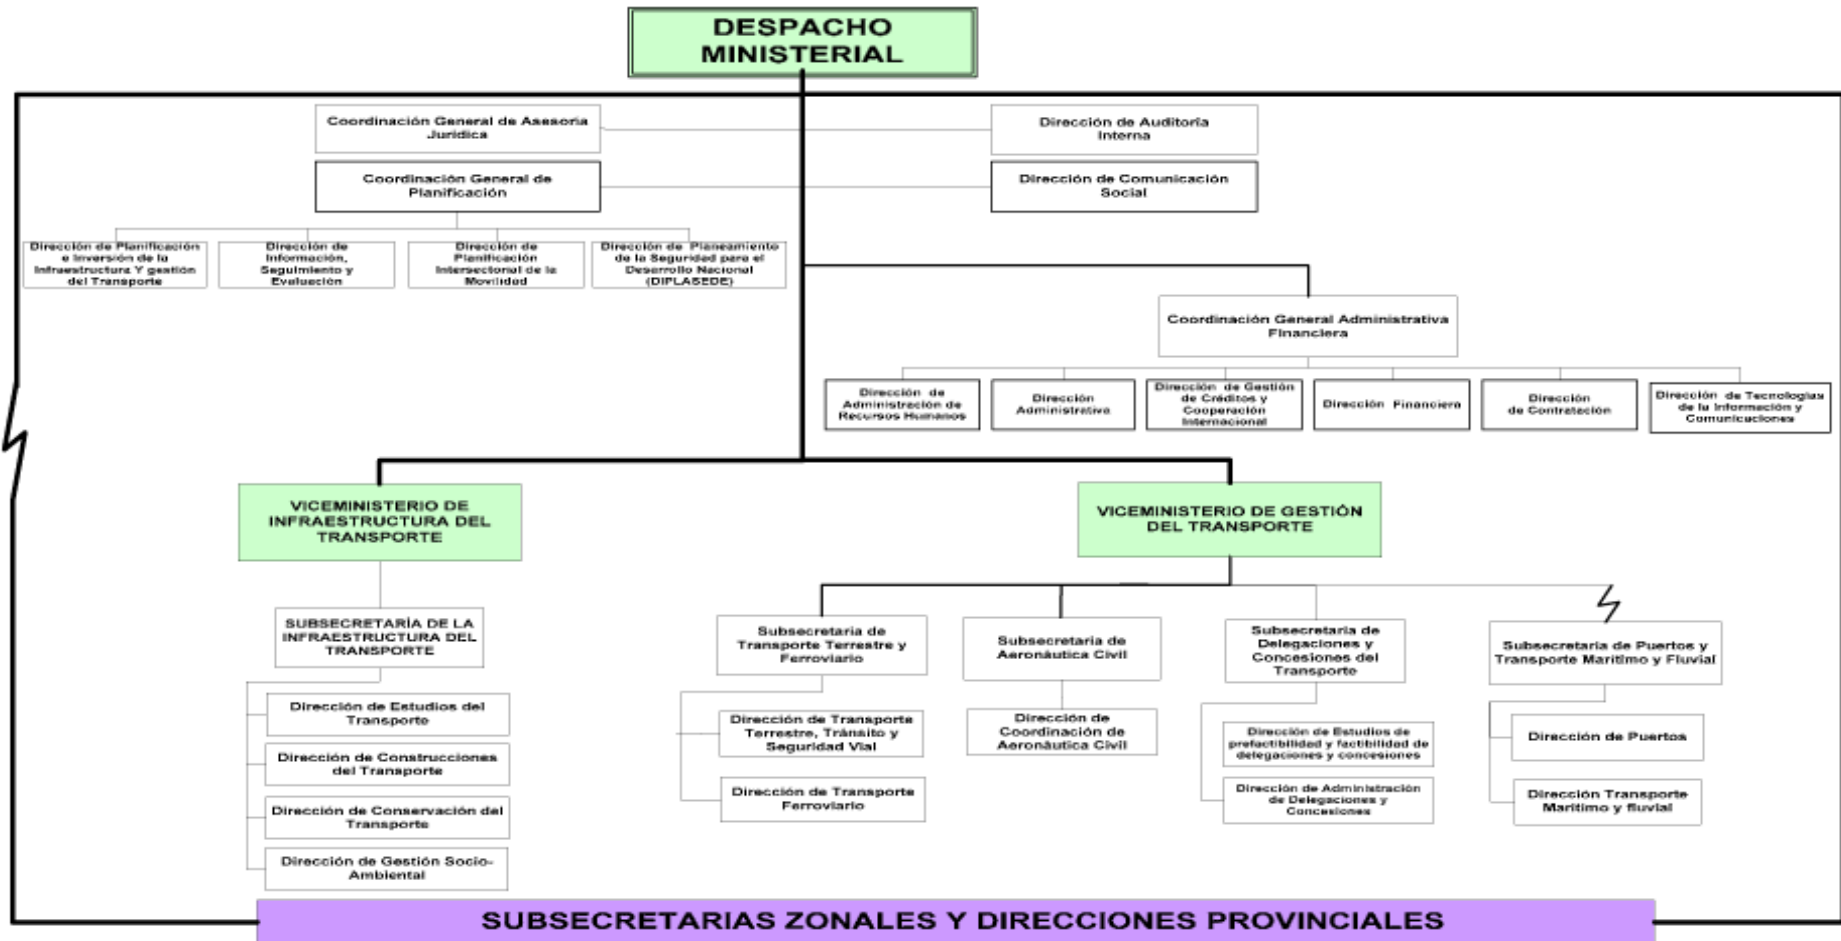 DESPACHO
MINISTERIAL
Coordinación General de Asesoría
Jurídica
Dirección de Auditoría
Interna
Coordinación General de
Planificación
Dirección de Comunicación
Social
Dirección de Planificación
e Inversión de la
Infraestructura Y gestión
del Transporte
Dirección de
Información,
Seguimiento y
Evaluación
Dirección de
Planificación
Intersectorial de la
Movilidad
Dirección de Planeamiento
de la Seguridad para el
Desarrollo Nacional
(DIPLASEDE)
Coordinación General Administrativa
Financiera
Dirección de
Administración de
Recursos Humanos
Dirección
Administrativa
Dirección de Gestión
de Créditos y
Cooperación
Internacional
Dirección Financiera
Dirección
de Contratación
Dirección de Tecnologías
de la Información y
Comunicaciones
VICEMINISTERIO DE
INFRAESTRUCTURA DEL
TRANSPORTE
VICEMINISTERIO DE GESTIÓN
DEL TRANSPORTE
SUBSECRETARÍA DE LA
INFRAESTRUCTURA DEL
TRANSPORTE
Dirección de Estudios del
Transporte
Dirección de Construcciones
del Transporte
Dirección de Conservación del
Transporte
Dirección de Gestión Socio-
Ambiental
Subsecretaria de
Transporte Terrestre y
Ferroviario
Dirección de Transporte
Terrestre, Tránsito y
Seguridad Vial
Dirección de Transporte
Ferroviario
Subsecretaria de
Aeronáutica Civil
Dirección de
Coordinación de
Aeronáutica Civil
Subsecretaria de
Delegaciones y
Concesiones del
Transporte
Dirección de Estudios de
prefactibilidad y factibilidad de
delegaciones y concesiones
Dirección de Administración
de Delegaciones y
Concesiones
Subsecretaria de Puertos y
Transporte Marítimo y Fluvial
Dirección de Puertos
Dirección Transporte
Marítimo y fluvial
SUBSECRETARIAS ZONALES Y DIRECCIONES PROVINCIALES